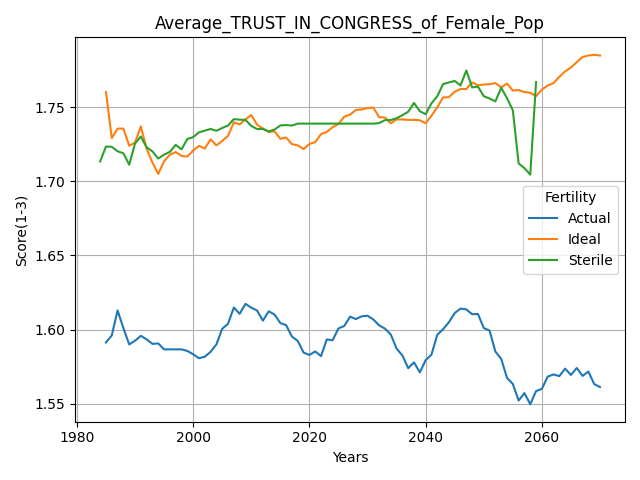 Average_TRUST_IN_CONGRESS_of_Female_Pop
Score(1-3)
1.75
1.70
1.65
1.60
1.55
Fertility
Actual
Ideal
Sterile
1980
2000
2020
2040
2060
Years